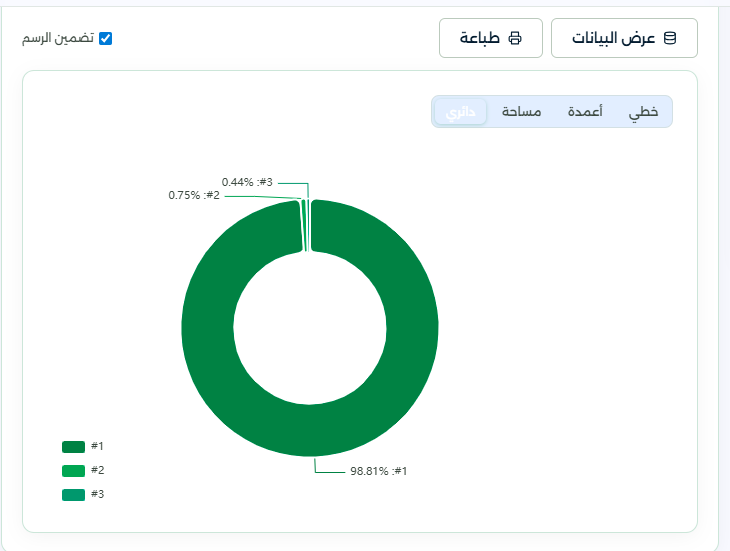 عرض البيانات
طباعة
تضمين الرسم
خطي
أعمدة
مساحة
دائري
0.44% :#3
0.75% :#2
98.81% :#1
#1
#2
#3